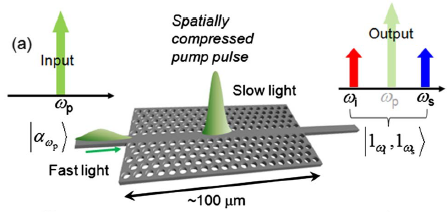 (a)
Input
ωp
|αωp⟩
Fast light
Spatially
compressed
pump pulse
Slow light
~100 μm
Output
ωi ωp ωs
|1ωi,1ωs⟩